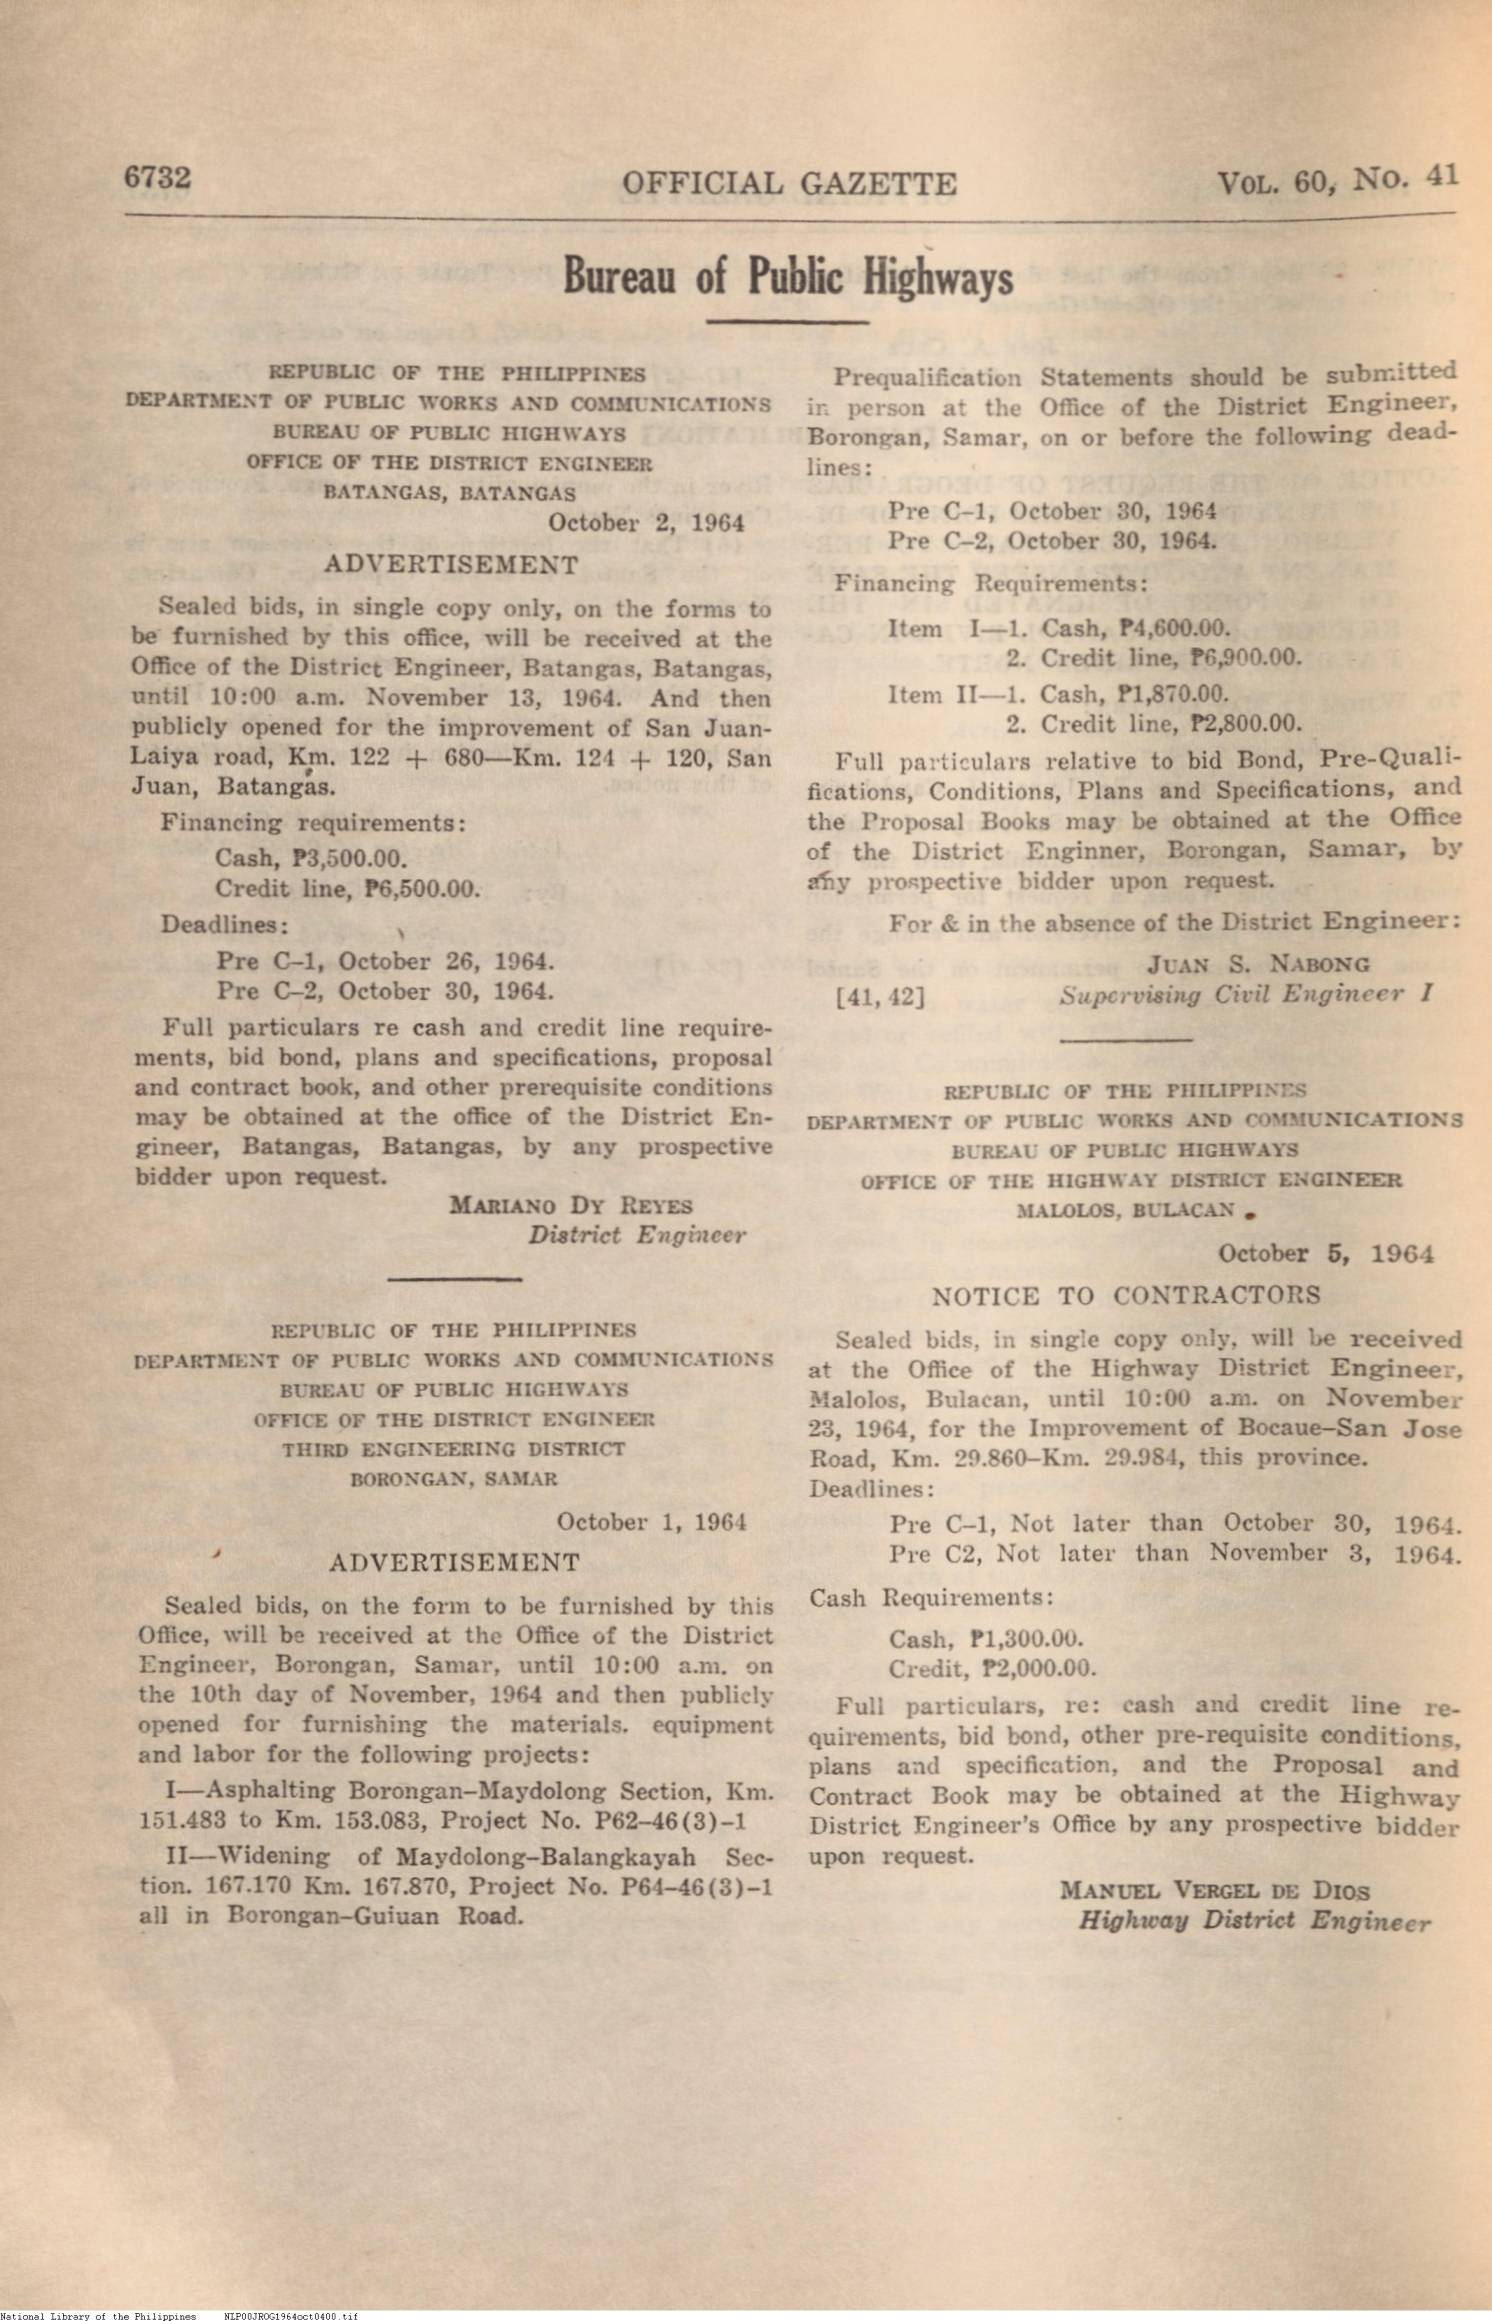 6732
OFFICIAL GAZETTE
VOL. 60, No. 41
Bureau of Public Highways
REPUBLIC OF THE PHILIPPINES
DEPARTMENT OF PUBLIC WORKS AND COMMUNICATIONS
BUREAU OF PUBLIC HIGHWAYS
OFFICE OF THE DISTRICT ENGINEER
BATANGAS, BATANGAS
October 2, 1964
ADVERTISEMENT
Sealed bids, in single copy only, on the forms to
be furnished by this office, will be received at the
Office of the District Engineer, Batangas, Batangas,
until 10:00 a.m. November 13, 1964. And then
publicly opened for the improvement of San Juan-
Laiya road, Km. 122 + 680—Km. 124 + 120, San
Juan, Batangas.
Financing requirements:
Cash, ₱3,500.00.
Credit line, ₱6,500.00.
Deadlines:
Pre C–1, October 26, 1964.
Pre C–2, October 30, 1964.
Full particulars re cash and credit line require-
ments, bid bond, plans and specifications, proposal
and contract book, and other prerequisite conditions
may be obtained at the office of the District En-
gineer, Batangas, Batangas, by any prospective
bidder upon request.
MARIANO DY REYES
District Engineer
REPUBLIC OF THE PHILIPPINES
DEPARTMENT OF PUBLIC WORKS AND COMMUNICATIONS
BUREAU OF PUBLIC HIGHWAYS
OFFICE OF THE DISTRICT ENGINEER
THIRD ENGINEERING DISTRICT
BORONGAN, SAMAR
October 1, 1964
ADVERTISEMENT
Sealed bids, on the form to be furnished by this
Office, will be received at the Office of the District
Engineer, Borongan, Samar, until 10:00 a.m. on
the 10th day of November, 1964 and then publicly
opened for furnishing the materials. equipment
and labor for the following projects:
I—Asphalting Borongan–Maydolong Section, Km.
151.483 to Km. 153.083, Project No. P62–46(3)–1
II—Widening of Maydolong–Balangkayah Sec-
tion. 167.170 Km. 167.870, Project No. P64–46(3)–1
all in Borongan–Guiuan Road.
Prequalification Statements should be submitted
in person at the Office of the District Engineer,
Borongan, Samar, on or before the following dead-
lines:
Pre C–1, October 30, 1964
Pre C–2, October 30, 1964.
Financing Requirements:
Item I—1. Cash, ₱4,600.00.
2. Credit line, ₱6,900.00.
Item II—1. Cash, ₱1,870.00.
2. Credit line, ₱2,800.00.
Full particulars relative to bid Bond, Pre-Quali-
fications, Conditions, Plans and Specifications, and
the Proposal Books may be obtained at the Office
of the District Enginner, Borongan, Samar, by
any prospective bidder upon request.
For & in the absence of the District Engineer:
JUAN S. NABONG
[41, 42] Supervising Civil Engineer I
REPUBLIC OF THE PHILIPPINES
DEPARTMENT OF PUBLIC WORKS AND COMMUNICATIONS
BUREAU OF PUBLIC HIGHWAYS
OFFICE OF THE HIGHWAY DISTRICT ENGINEER
MALOLOS, BULACAN
October 5, 1964
NOTICE TO CONTRACTORS
Sealed bids, in single copy only, will be received
at the Office of the Highway District Engineer,
Malolos, Bulacan, until 10:00 a.m. on November
23, 1964, for the Improvement of Bocaue–San Jose
Road, Km. 29.860–Km. 29.984, this province.
Deadlines:
Pre C–1, Not later than October 30, 1964.
Pre C2, Not later than November 3, 1964.
Cash Requirements:
Cash, ₱1,300.00.
Credit, ₱2,000.00.
Full particulars, re: cash and credit line re-
quirements, bid bond, other pre-requisite conditions,
plans and specification, and the Proposal and
Contract Book may be obtained at the Highway
District Engineer's Office by any prospective bidder
upon request.
MANUEL VERGEL DE DIOS
Highway District Engineer
National Library of the Philippines NLP00JROG1964oct0400.tif